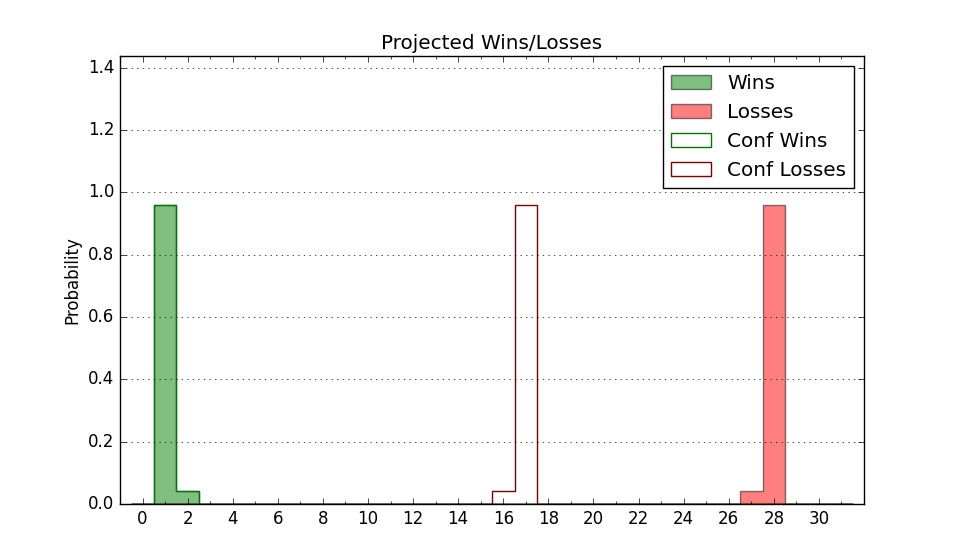 Projected Wins/Losses
1.4
1.2
1.0
0.8
0.6
0.4
0.2
0.0
Probability
Wins
Losses
Conf Wins
Conf Losses
0 2 4 6 8 10 12 14 16 18 20 22 24 26 28 30